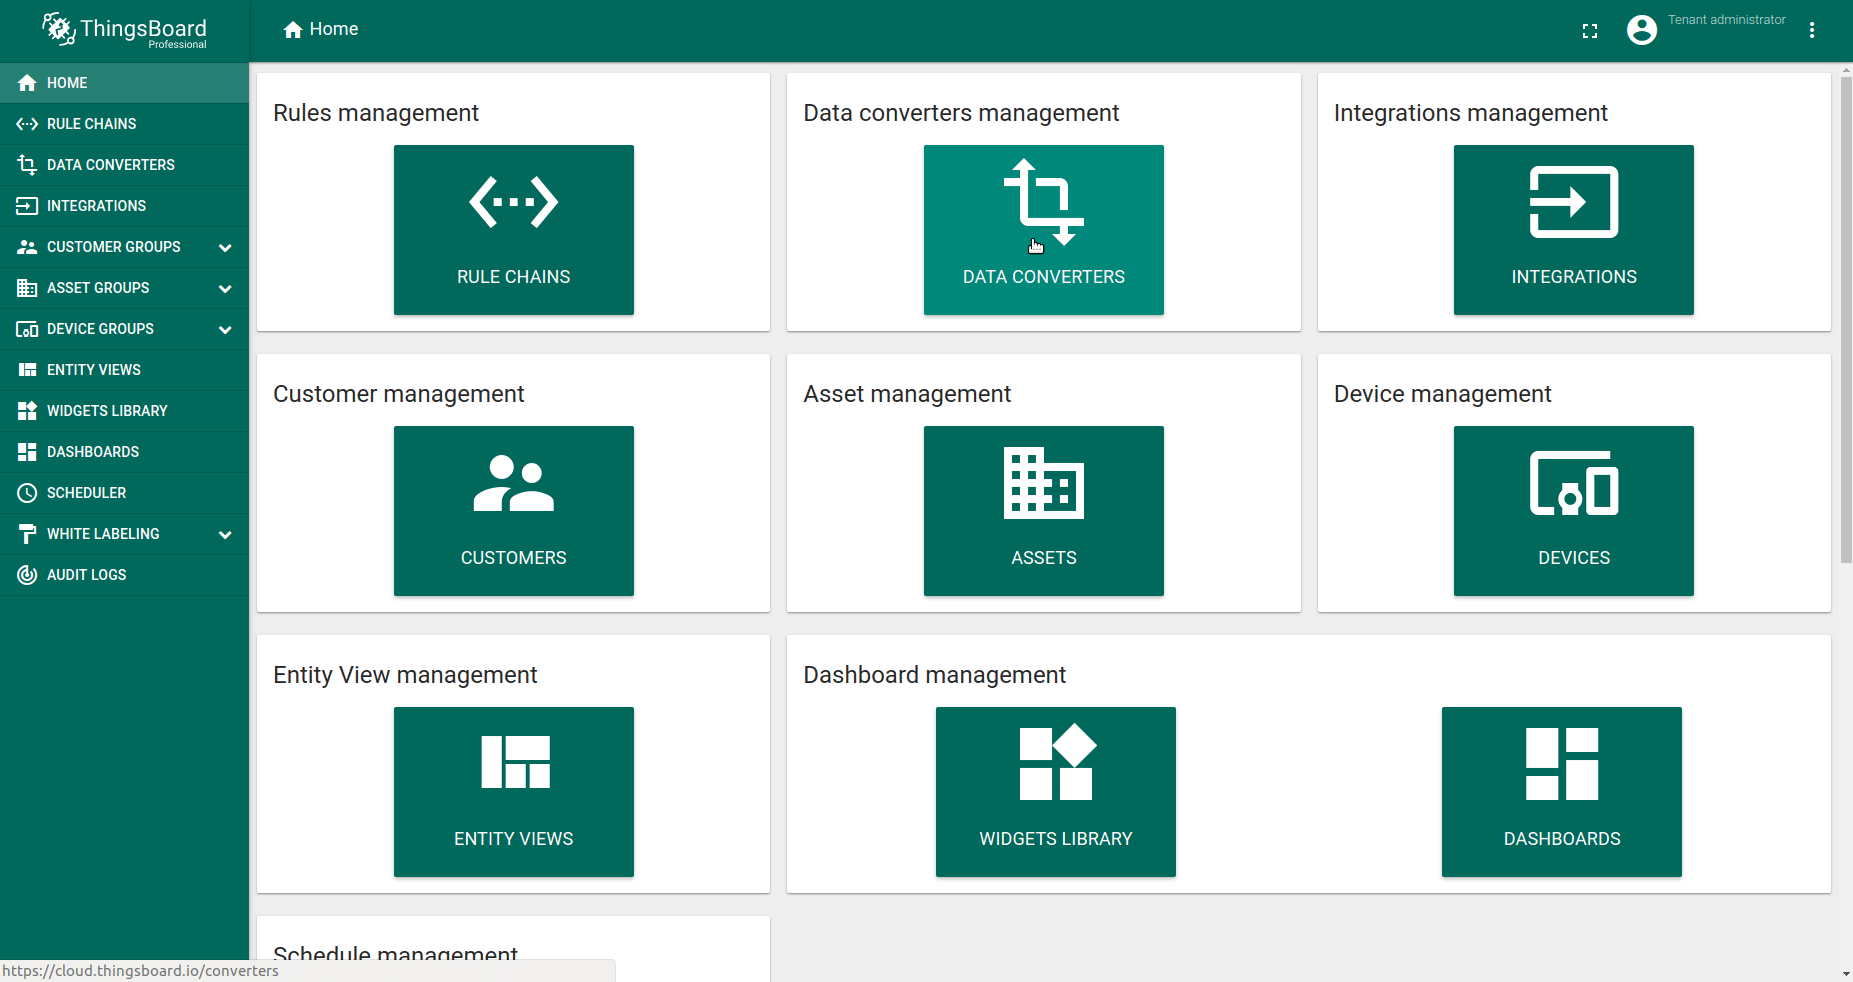 ThingsBoard
Professional
Home
Tenant administrator
HOME
RULE CHAINS
DATA CONVERTERS
INTEGRATIONS
CUSTOMER GROUPS
ASSET GROUPS
DEVICE GROUPS
ENTITY VIEWS
WIDGETS LIBRARY
DASHBOARDS
SCHEDULER
WHITE LABELING
AUDIT LOGS
Rules management
RULE CHAINS
Data converters management
DATA CONVERTERS
Integrations management
INTEGRATIONS
Customer management
CUSTOMERS
Asset management
ASSETS
Device management
DEVICES
Entity View management
ENTITY VIEWS
Dashboard management
WIDGETS LIBRARY
DASHBOARDS
Schedule management
https://cloud.thingsboard.io/converters